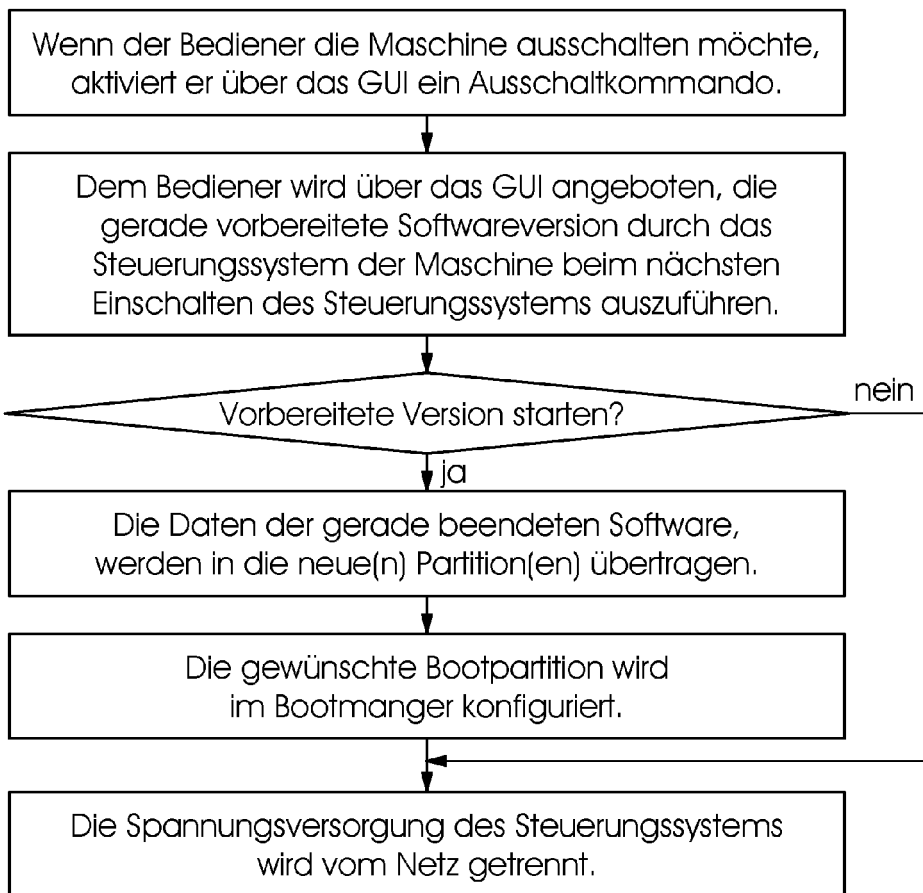 Wenn der Bediener die Maschine ausschalten möchte,
aktiviert er über das GUI ein Ausschaltkommando.
Dem Bediener wird über das GUI angeboten, die
gerade vorbereitete Softwareversion durch das
Steuerungssystem der Maschine beim nächsten
Einschalten des Steuerungssystems auszuführen.
Vorbereitete Version starten?
nein
ja
Die Daten der gerade beendeten Software,
werden in die neue(n) Partition(en) übertragen.
Die gewünschte Bootpartition wird
im Bootmanger konfiguriert.
Die Spannungsversorgung des Steuerungssystems
wird vom Netz getrennt.